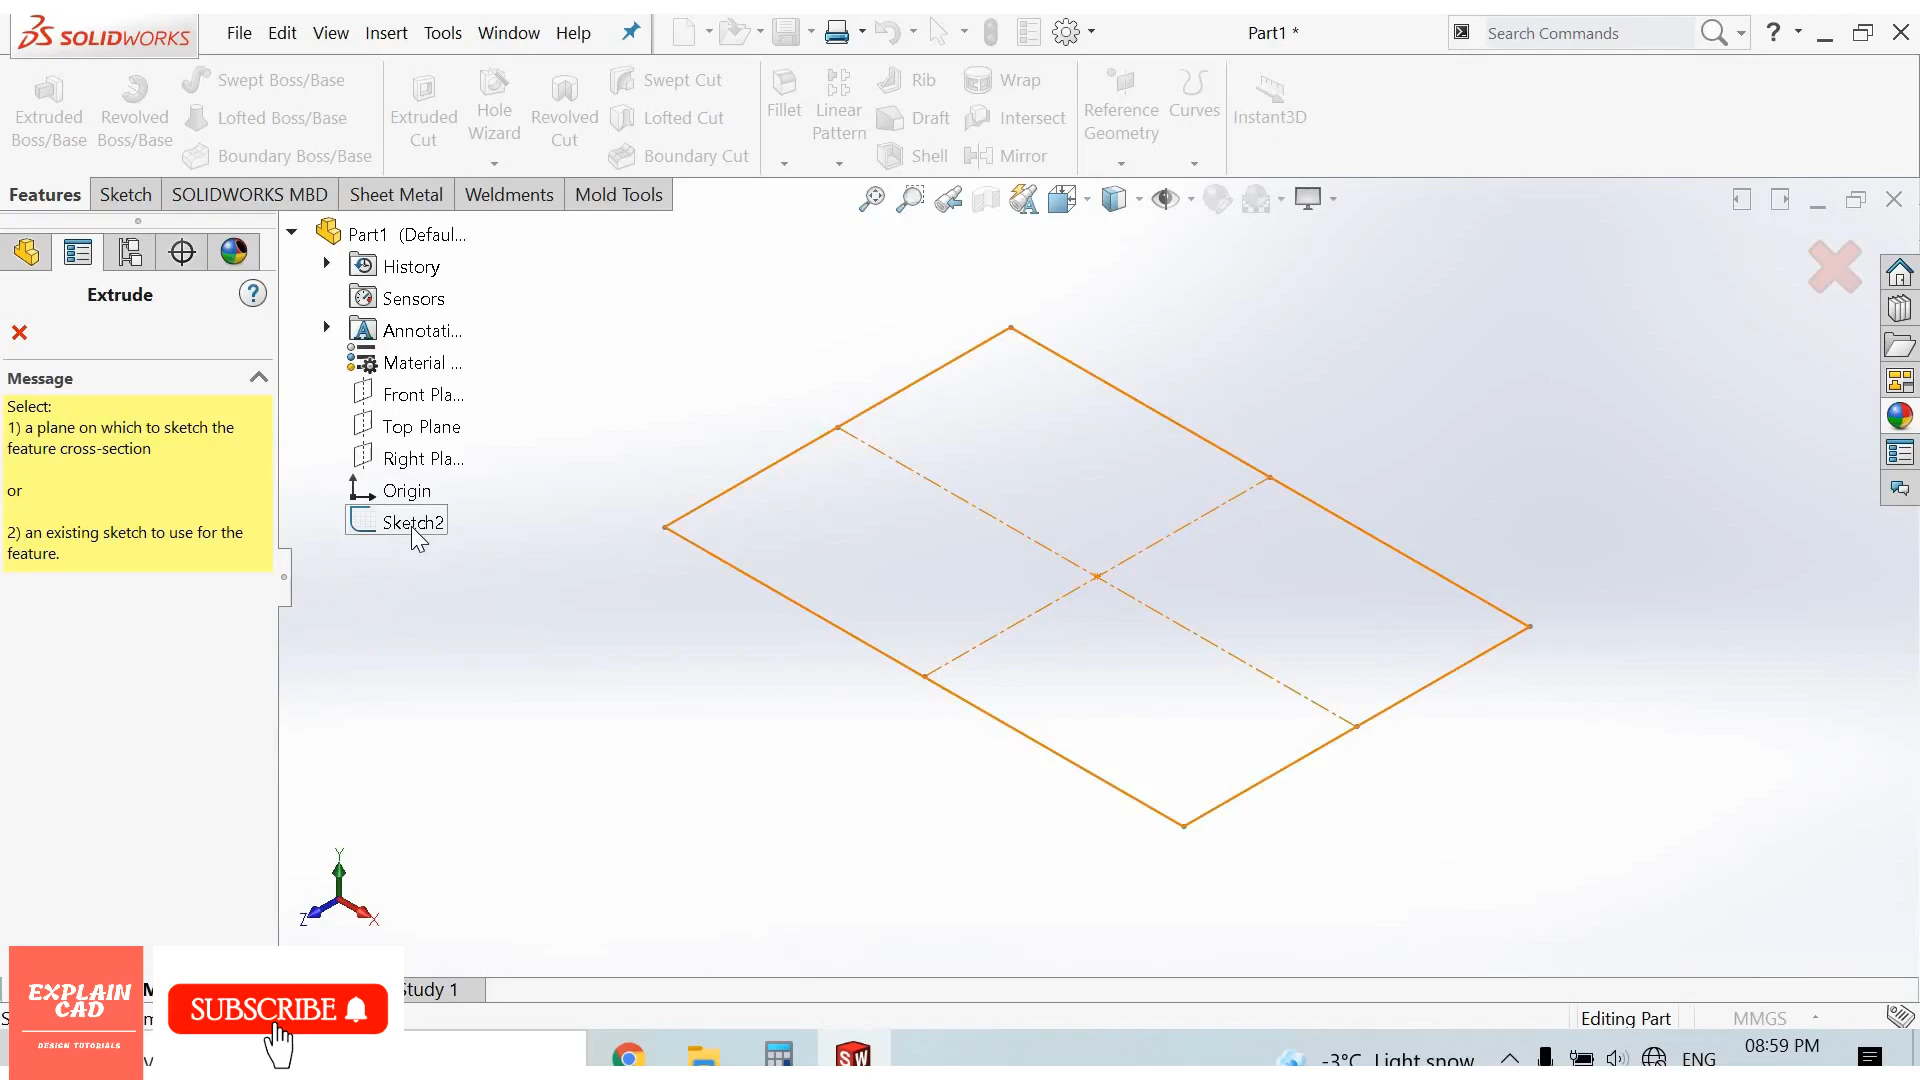 SOLIDWORKS
File Edit View Insert Tools Window Help
Part1 *
Search Commands
Extruded Boss/Base
Revolved Boss/Base
Swept Boss/Base
Lofted Boss/Base
Boundary Boss/Base
Extruded Cut
Hole Wizard
Revolved Cut
Swept Cut
Lofted Cut
Boundary Cut
Fillet
Linear Pattern
Rib
Draft
Shell
Wrap
Intersect
Mirror
Reference Geometry
Curves
Instant3D
Features Sketch SOLIDWORKS MBD Sheet Metal Weldments Mold Tools
Part1 (Defaul...
History
Sensors
Annotati...
Material ...
Front Pla...
Top Plane
Right Pla...
Origin
Sketch2
Extrude
Message
Select:
1) a plane on which to sketch the
feature cross-section
or
2) an existing sketch to use for the
feature.
Y
Z
X
EXPLAIN
CAD
DESIGN TUTORIALS
SUBSCRIBE
Study 1
Editing Part
MMGS
SW
-3°C Light snow
ENG
08:59 PM